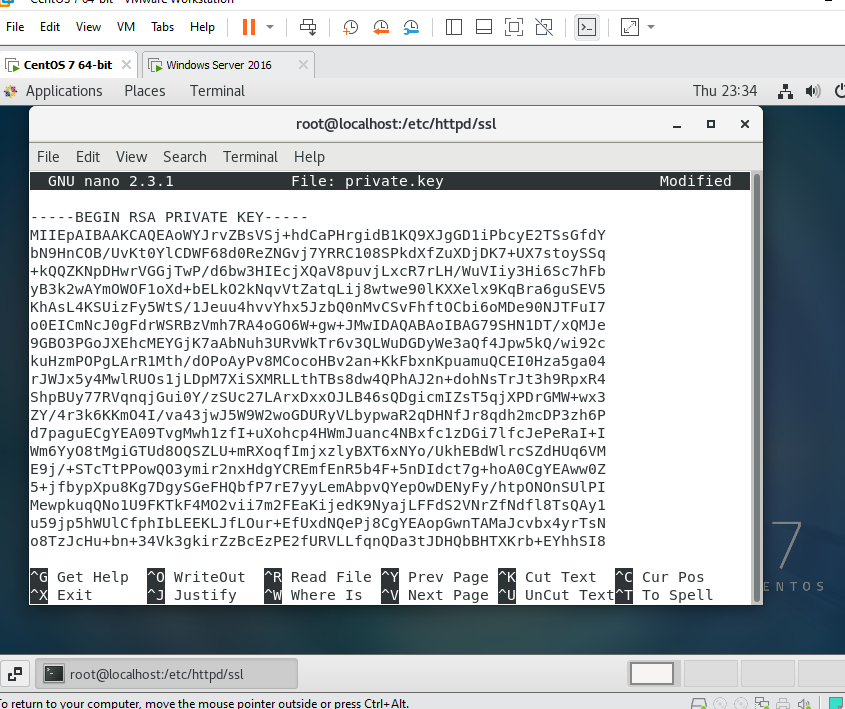 CentOS 7 64-bit - VMware Workstation
File Edit View VM Tabs Help
CentOS 7 64-bit Windows Server 2016
Applications Places Terminal Thu 23:34
root@localhost:/etc/httpd/ssl
File Edit View Search Terminal Help
GNU nano 2.3.1 File: private.key Modified
-----BEGIN RSA PRIVATE KEY-----
MIIEpAIBAAKCAQEAoWYJrvZBsVSj+hdCaPHrgidB1KQ9XJgGD1iPbcyE2TSsGfdY
bN9HnCOB/UvKt0YlCDWF68d0ReZNGvj7YRRC108SPkdXfZuXDjDK7+UX7stoySSq
+kQQZKNpDHwrVGGjTwP/d6bw3HIEcjXQaV8puvjLxcR7rLH/WuVIiy3Hi6Sc7hFb
yB3k2wAYmOWOF1oXd+bELkO2kNqvVtZatqLij8wtwe90lKXXelx9KqBra6guSEV5
KhAsL4KSUizFy5WtS/1Jeuu4hvvYhx5JzbQ0nMvCSvFhftOCbi6oMDe90NJTFuI7
o0EICmNcJ0gFdrWSRBzVmh7RA4oGO6W+gw+JMwIDAQABAoIBAG79SHN1DT/xQMJe
9GBO3PGoJXEhcMEYGjK7aAbNuh3URvWkTr6v3QLWuDGDyWe3aQf4Jpw5kQ/wi92c
kuHzmPOPgLArR1Mth/dOPoAyPv8MCocoHBv2an+KkFbxnKpuamuQCEI0Hza5ga04
rJWJx5y4MwlRUOs1jLDpM7XiSXMRLLthTBs8dw4QPhAJ2n+dohNsTrJt3h9RpxR4
ShpBUy77RVqnqjGui0Y/zSUc27LArxDxxOJLB46sQDgicmIZsT5qjXPDrGMW+wx3
ZY/4r3k6KKmO4I/va43jwJ5W9W2woGDURyVLbypwaR2qDHNfJr8qdh2mcDP3zh6P
d7paguECgYEA09TvgMwh1zfI+uXohcp4HWmJuanc4NBxfc1zDGi7lfcJePeRaI+I
Wm6YyO8tMgiGTUd8OQSZLU+mRXoqfImjxzlyBXT6xNYo/UkhEBdWlrcSZdHUq6VM
E9j/+STcTtPPowQO3ymir2nxHdgYCREmfEnR5b4F+5nDIdct7g+hoA0CgYEAww0Z
5+jfbypXpu8Kg7DgySGeFHQbfP7rE7yyLemAbpvQYepOwDENyFy/htpONOnSUlPI
MewpkuqQNo1U9FKTkF4MO2vii7m2FEaKijedK9NyajLFFdS2VNrZfNdfl8TsQAy1
u59jp5hWUlCfphIbLEEKLJfLOur+EfUxdNQePj8CgYEAopGwnTAMaJcvbx4yrTsN
o8TzJcHu+bn+34Vk3gkirZzBcEzPE2fURVLLfqnQDa3tJDHQbBHTXKrb+EYhhSI8
^G Get Help ^O WriteOut ^R Read File ^Y Prev Page ^K Cut Text ^C Cur Pos
^X Exit ^J Justify ^W Where Is ^V Next Page ^U UnCut Text ^T To Spell
7
ENTOS
root@localhost:/etc/httpd/ssl
To return to your computer, move the mouse pointer outside or press Ctrl+Alt.